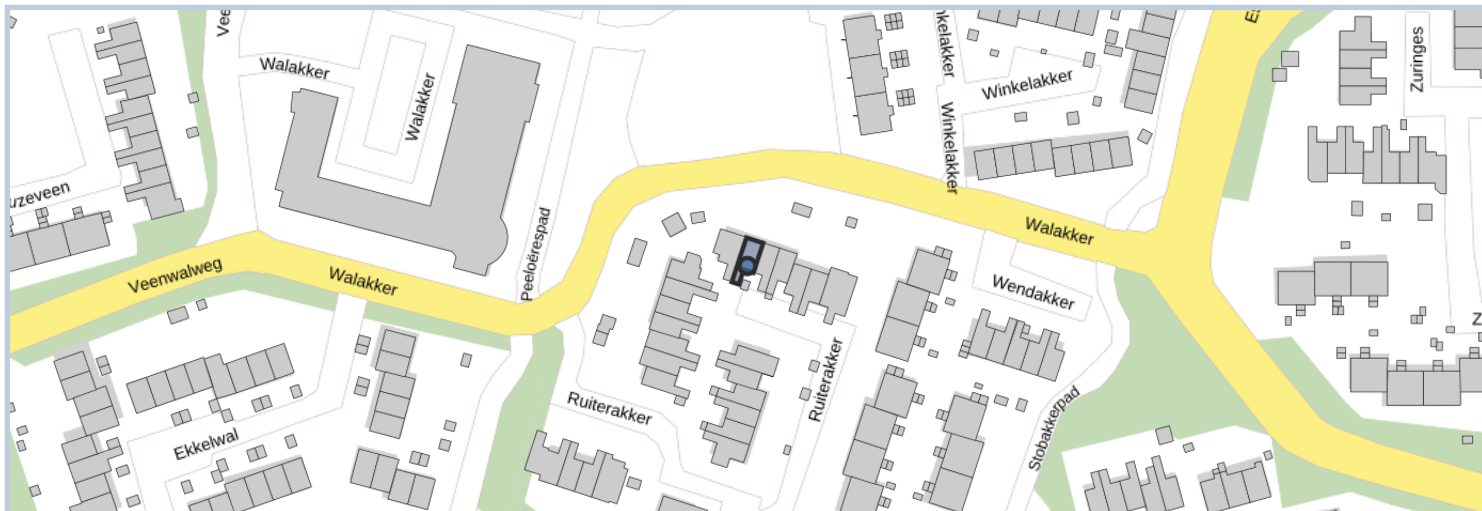 Walakker
Walakker
Winkelakker
Winkelakker
Zuringes
Peeloërespad
Veenwalweg
Walakker
Walakker
Wendakker
Ruiterakker
Ruiterakker
Stobakkerpad
Ekkelwal